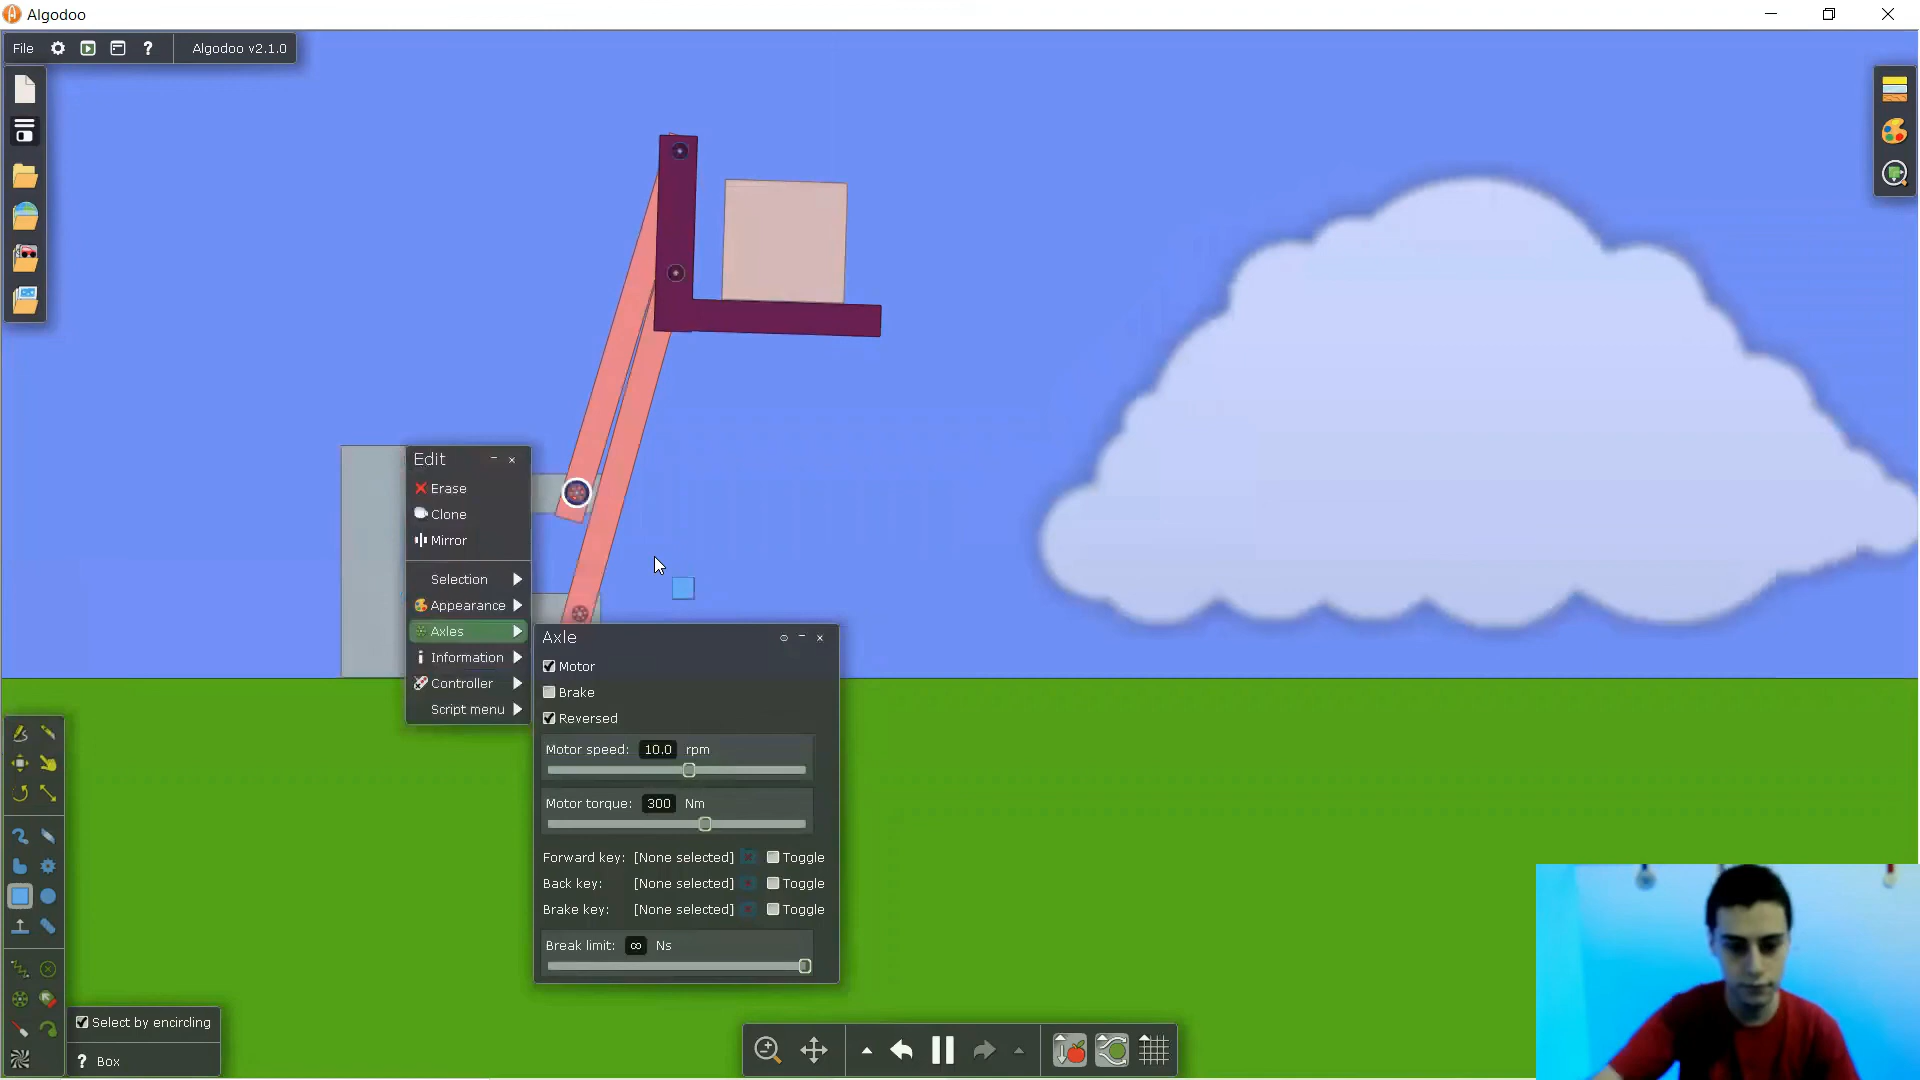 Algodoo
File ? Algodoo v2.1.0
Edit
Erase
Clone
Mirror
Selection
Appearance
Axles
Information
Controller
Script menu
Axle
Motor
Brake
Reversed
Motor speed: 10.0 rpm
Motor torque: 300 Nm
Forward key: [None selected] Toggle
Back key: [None selected] Toggle
Brake key: [None selected] Toggle
Break limit: ∞ Ns
Select by encircling
? Box